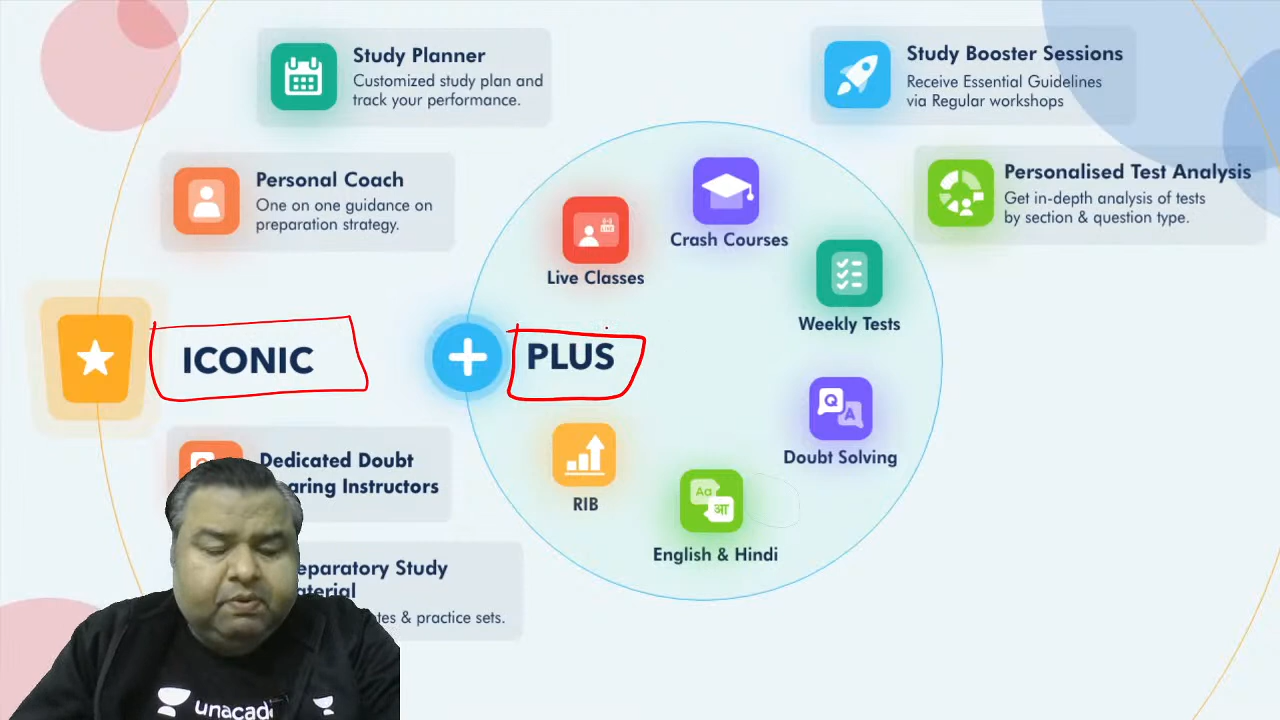 Study Planner
Customized study plan and
track your performance.
Study Booster Sessions
Receive Essential Guidelines
via Regular workshops
Personal Coach
One on one guidance on
preparation strategy.
Personalised Test Analysis
Get in-depth analysis of tests
by section & question type.
Live Classes
LIVE
Crash Courses
Weekly Tests
ICONIC
PLUS
Q
A
Doubt Solving
Dedicated Doubt
Instructors
RIB
Aa
आ
English & Hindi
Study
& practice sets.